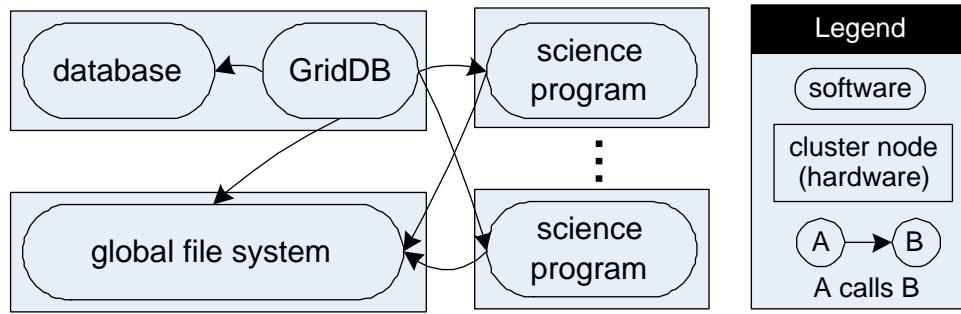 database
GridDB
science
program
global file system
science
program
Legend
software
cluster node
(hardware)
A
B
A calls B